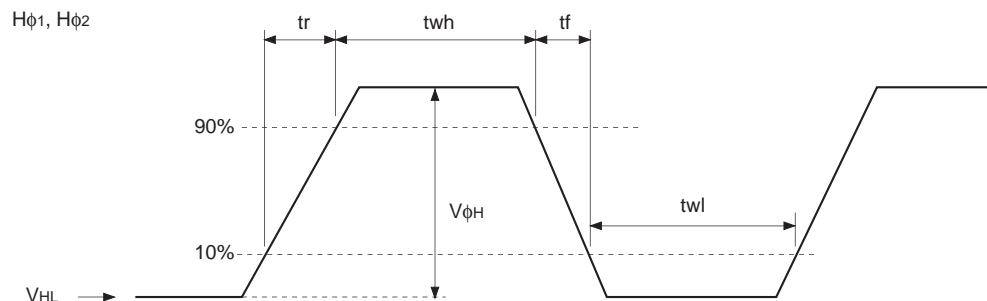 Hϕ1, Hϕ2
tr
twh
tf
90%
VϕH
twl
10%
VHL